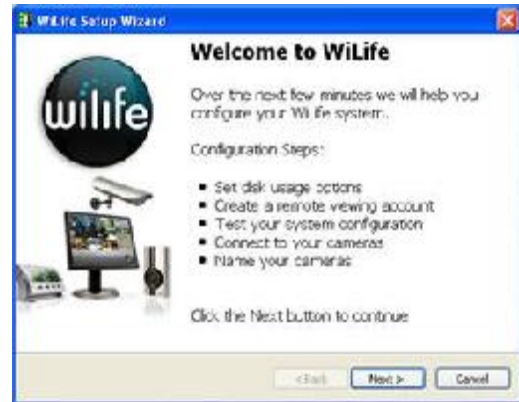 WiLife Setup Wizard
Welcome to WiLife
wilife
Over the next few minutes we will help you
configure your WiLife system.
Configuration Steps:
Set disk usage options
Create a remote viewing account
Test your system configuration
Connect to your cameras
Name your cameras
Click the Next button to continue
<Back
Next >
Cancel